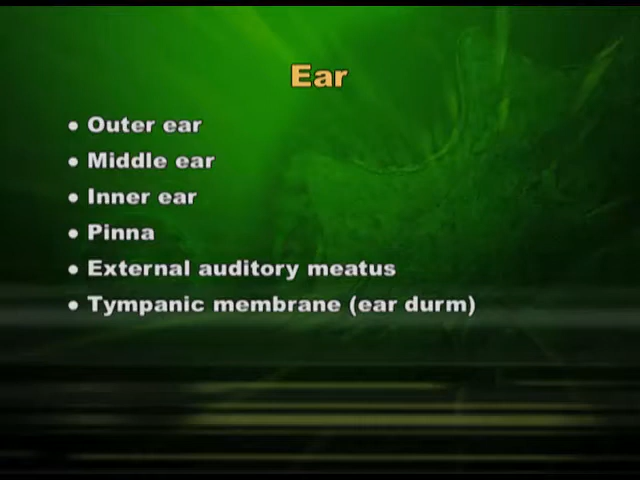 Ear
• Outer ear
• Middle ear
• Inner ear
• Pinna
• External auditory meatus
• Tympanic membrane (ear durm)